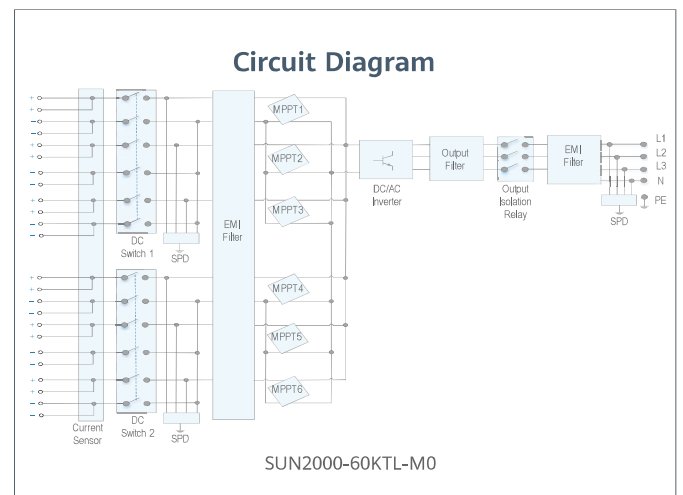 Circuit Diagram
MPPT1
MPPT2
MPPT3
MPPT4
MPPT5
MPPT6
EMI
Filter
DC
Switch 1
SPD
DC
Switch 2
SPD
Current
Sensor
DC/AC
Inverter
Output
Filter
Output
Isolation
Relay
EMI
Filter
L1
L2
L3
N
PE
SPD
SUN2000-60KTL-M0